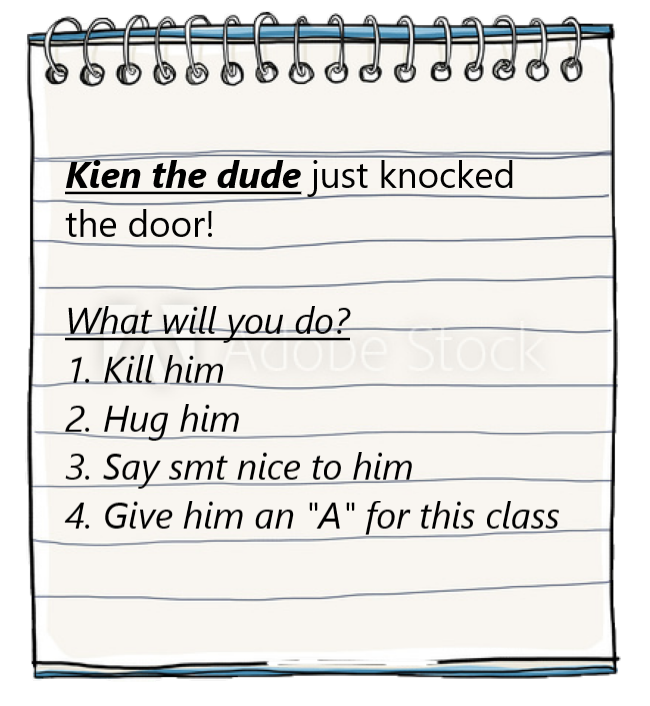 Kien the dude just knocked
the door!
What will you do?
Adobe Stock
1. Kill him
2. Hug him
3. Say smt nice to him
4. Give him an "A" for this class